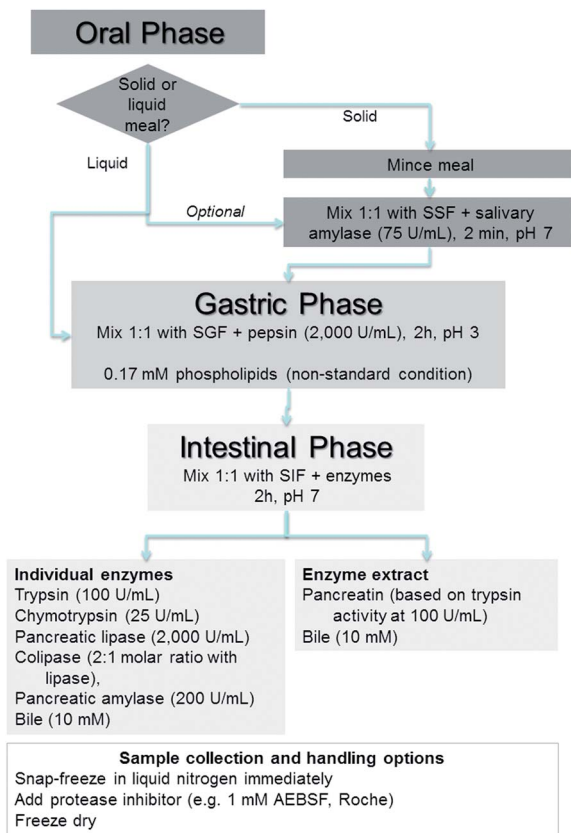 Oral Phase
Solid or
liquid
meal?
Solid
Liquid
Mince meal
Optional
Mix 1:1 with SSF + salivary
amylase (75 U/mL), 2 min, pH 7
Gastric Phase
Mix 1:1 with SGF + pepsin (2,000 U/mL), 2h, pH 3
0.17 mM phospholipids (non-standard condition)
Intestinal Phase
Mix 1:1 with SIF + enzymes
2h, pH 7
Individual enzymes
Trypsin (100 U/mL)
Chymotrypsin (25 U/mL)
Pancreatic lipase (2,000 U/mL)
Colipase (2:1 molar ratio with
lipase),
Pancreatic amylase (200 U/mL)
Bile (10 mM)
Enzyme extract
Pancreatin (based on trypsin
activity at 100 U/mL)
Bile (10 mM)
Sample collection and handling options
Snap-freeze in liquid nitrogen immediately
Add protease inhibitor (e.g. 1 mM AEBSF, Roche)
Freeze dry